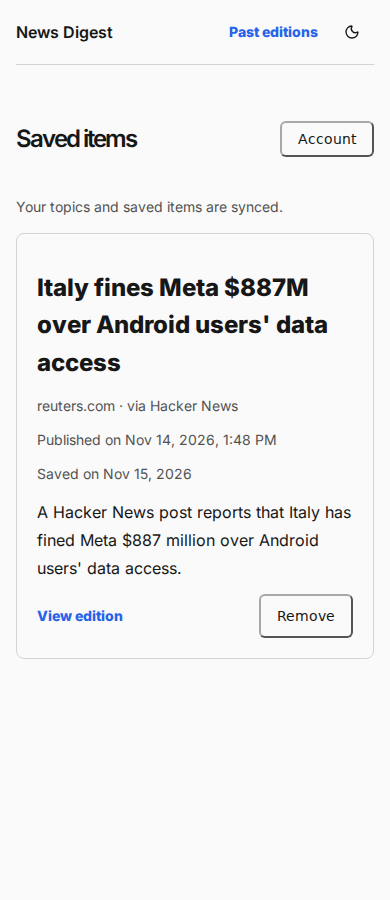 News Digest
Past editions
Saved items
Account
Your topics and saved items are synced.
Italy fines Meta $887M
over Android users' data
access
reuters.com · via Hacker News
Published on Nov 14, 2026, 1:48 PM
Saved on Nov 15, 2026
A Hacker News post reports that Italy has
fined Meta $887 million over Android
users' data access.
View edition
Remove